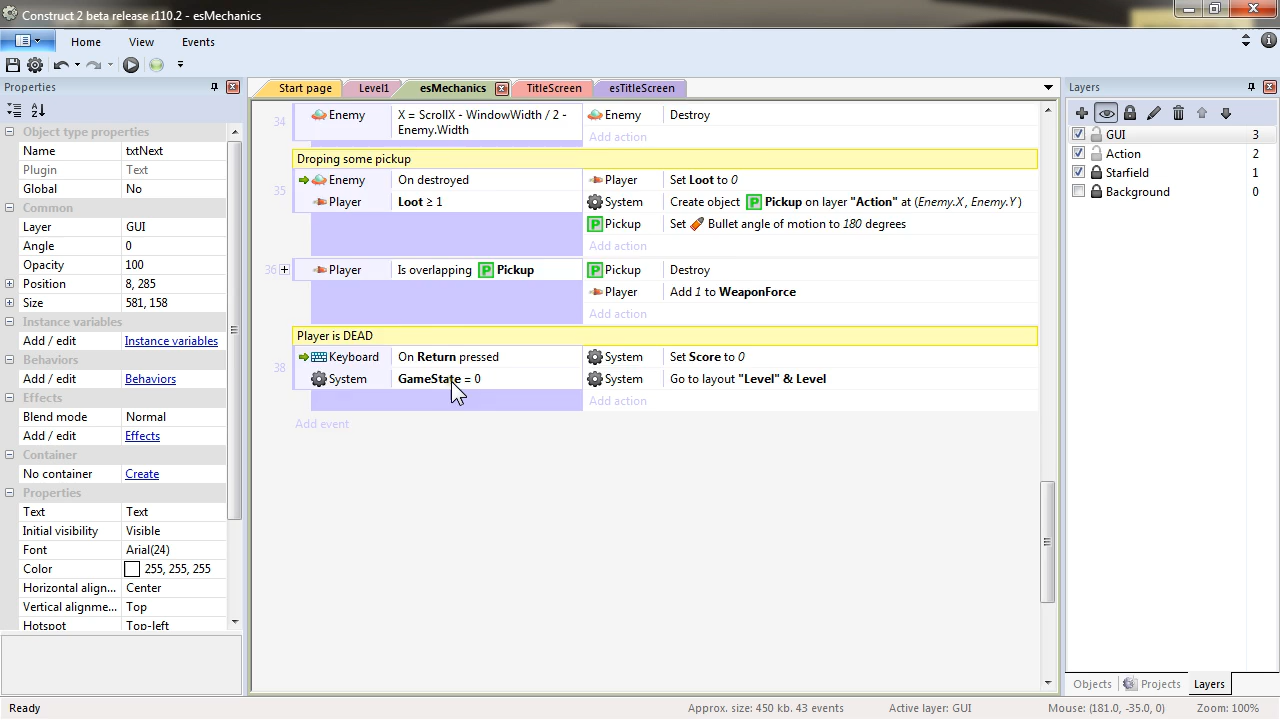 Construct 2 beta release r110.2 - esMechanics
Home View Events
Properties
Start page Level1 esMechanics TitleScreen esTitleScreen
Layers
Object type properties
Name txtNext
Plugin Text
Global No
Common
Layer GUI
Angle 0
Opacity 100
Position 8, 285
Size 581, 158
Instance variables
Add / edit Instance variables
Behaviors
Add / edit Behaviors
Effects
Blend mode Normal
Add / edit Effects
Container
No container Create
Properties
Text Text
Initial visibility Visible
Font Arial(24)
Color 255, 255, 255
Horizontal align... Center
Vertical alignme... Top
Hotspot Top-left
34 Enemy X = ScrollX - WindowWidth / 2 - Enemy.Width Enemy Destroy
Add action
Droping some pickup
35 Enemy On destroyed Player Set Loot to 0
Player Loot ≥ 1 System Create object P Pickup on layer "Action" at (Enemy.X, Enemy.Y)
P Pickup Set Bullet angle of motion to 180 degrees
Add action
36 Player Is overlapping P Pickup P Pickup Destroy
Player Add 1 to WeaponForce
Add action
Player is DEAD
38 Keyboard On Return pressed System Set Score to 0
System GameState = 0 System Go to layout "Level" & Level
Add action
Add event
GUI 3
Action 2
Starfield 1
Background 0
Objects Projects Layers
Ready Approx. size: 450 kb. 43 events Active layer: GUI Mouse: (181.0, -35.0, 0) Zoom: 100%